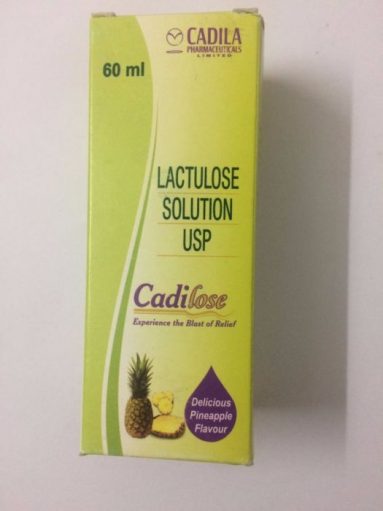 CADILA
PHARMACEUTICALS
LIMITED
60 ml
LACTULOSE
SOLUTION
USP
Cadilose
Experience the Blast of Relief
Delicious
Pineapple
Flavour